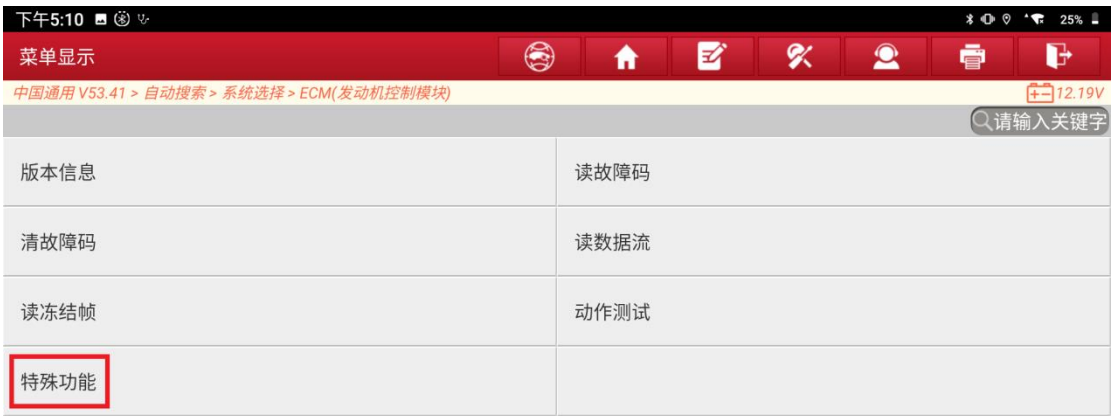 下午5:10 25%
菜单显示
中国通用 V53.41 > 自动搜索 > 系统选择 > ECM(发动机控制模块) 12.19V
请输入关键字
版本信息 读故障码
清故障码 读数据流
读冻结帧 动作测试
特殊功能